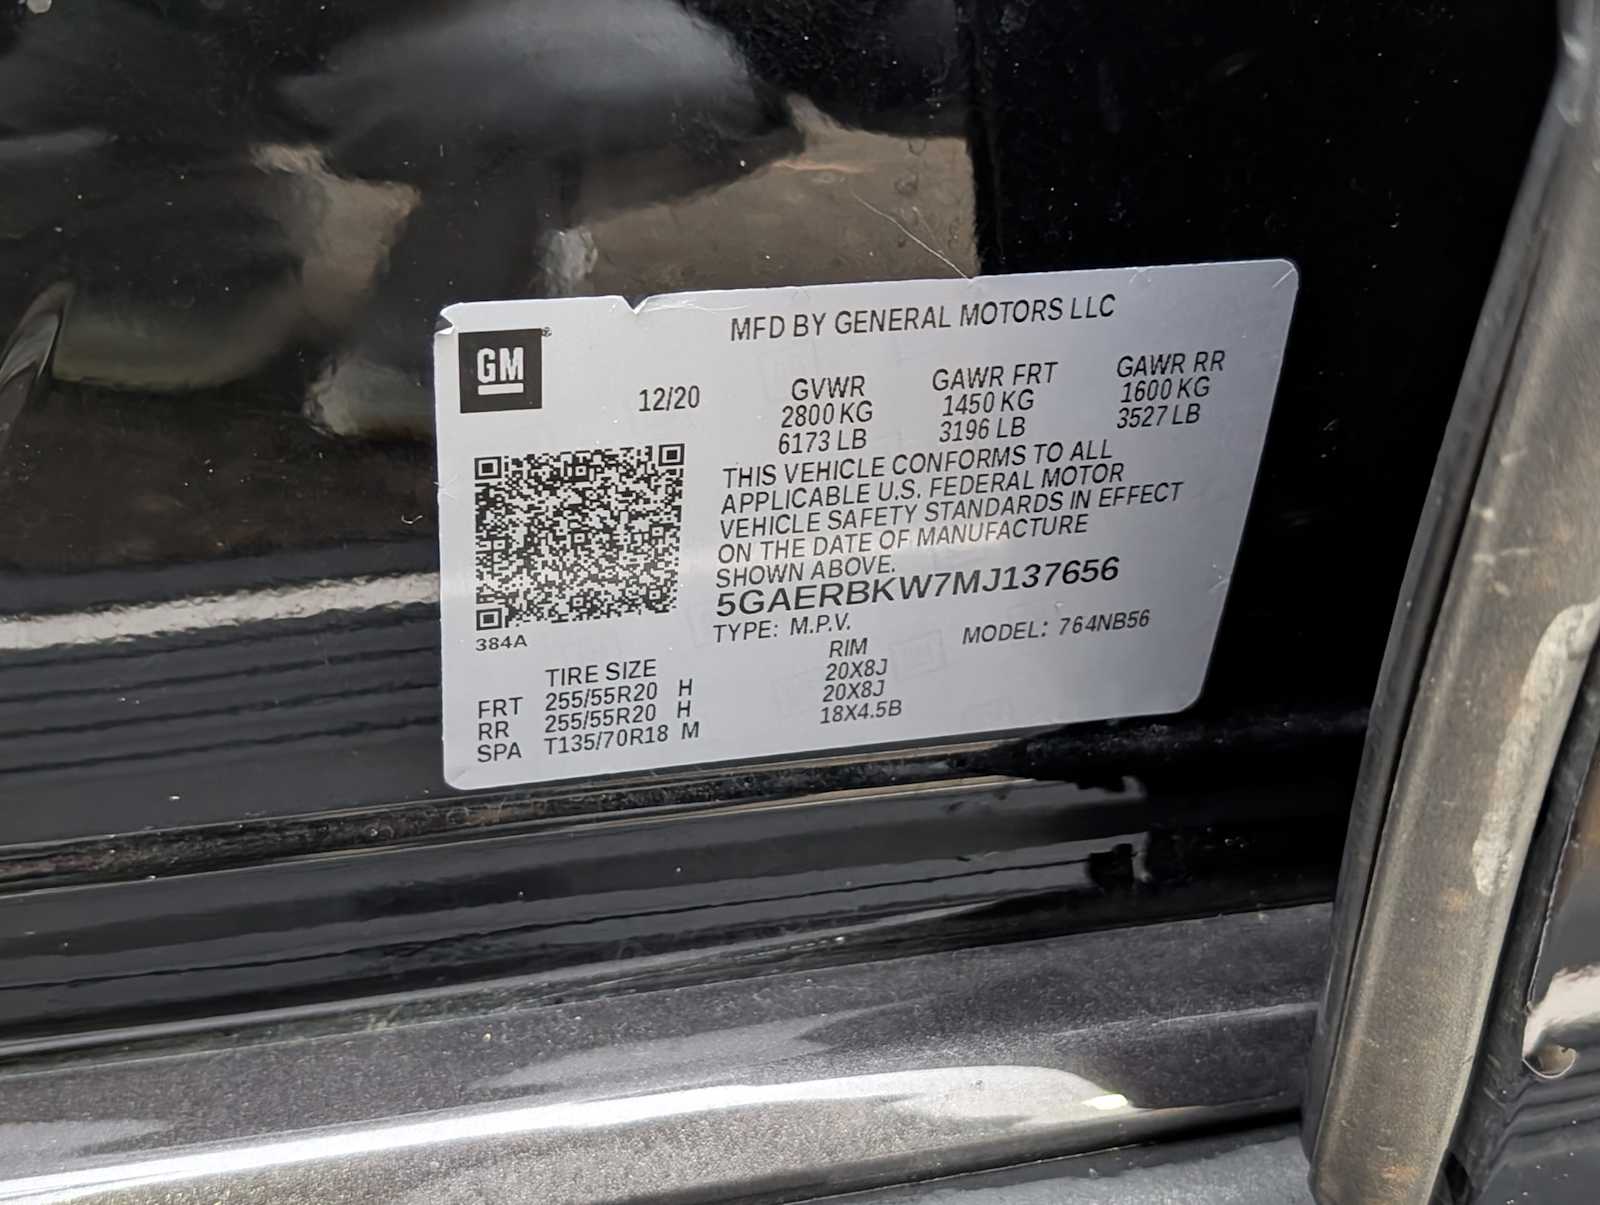 GM®
MFD BY GENERAL MOTORS LLC
12/20
GVWR
2800 KG
6173 LB
GAWR FRT
1450 KG
3196 LB
GAWR RR
1600 KG
3527 LB
THIS VEHICLE CONFORMS TO ALL
APPLICABLE U.S. FEDERAL MOTOR
VEHICLE SAFETY STANDARDS IN EFFECT
ON THE DATE OF MANUFACTURE
SHOWN ABOVE.
5GAERBKW7MJ137656
TYPE: M.P.V.
MODEL: 764NB56
384A
TIRE SIZE
RIM
FRT 255/55R20 H 20X8J
RR 255/55R20 H 20X8J
SPA T135/70R18 M 18X4.5B